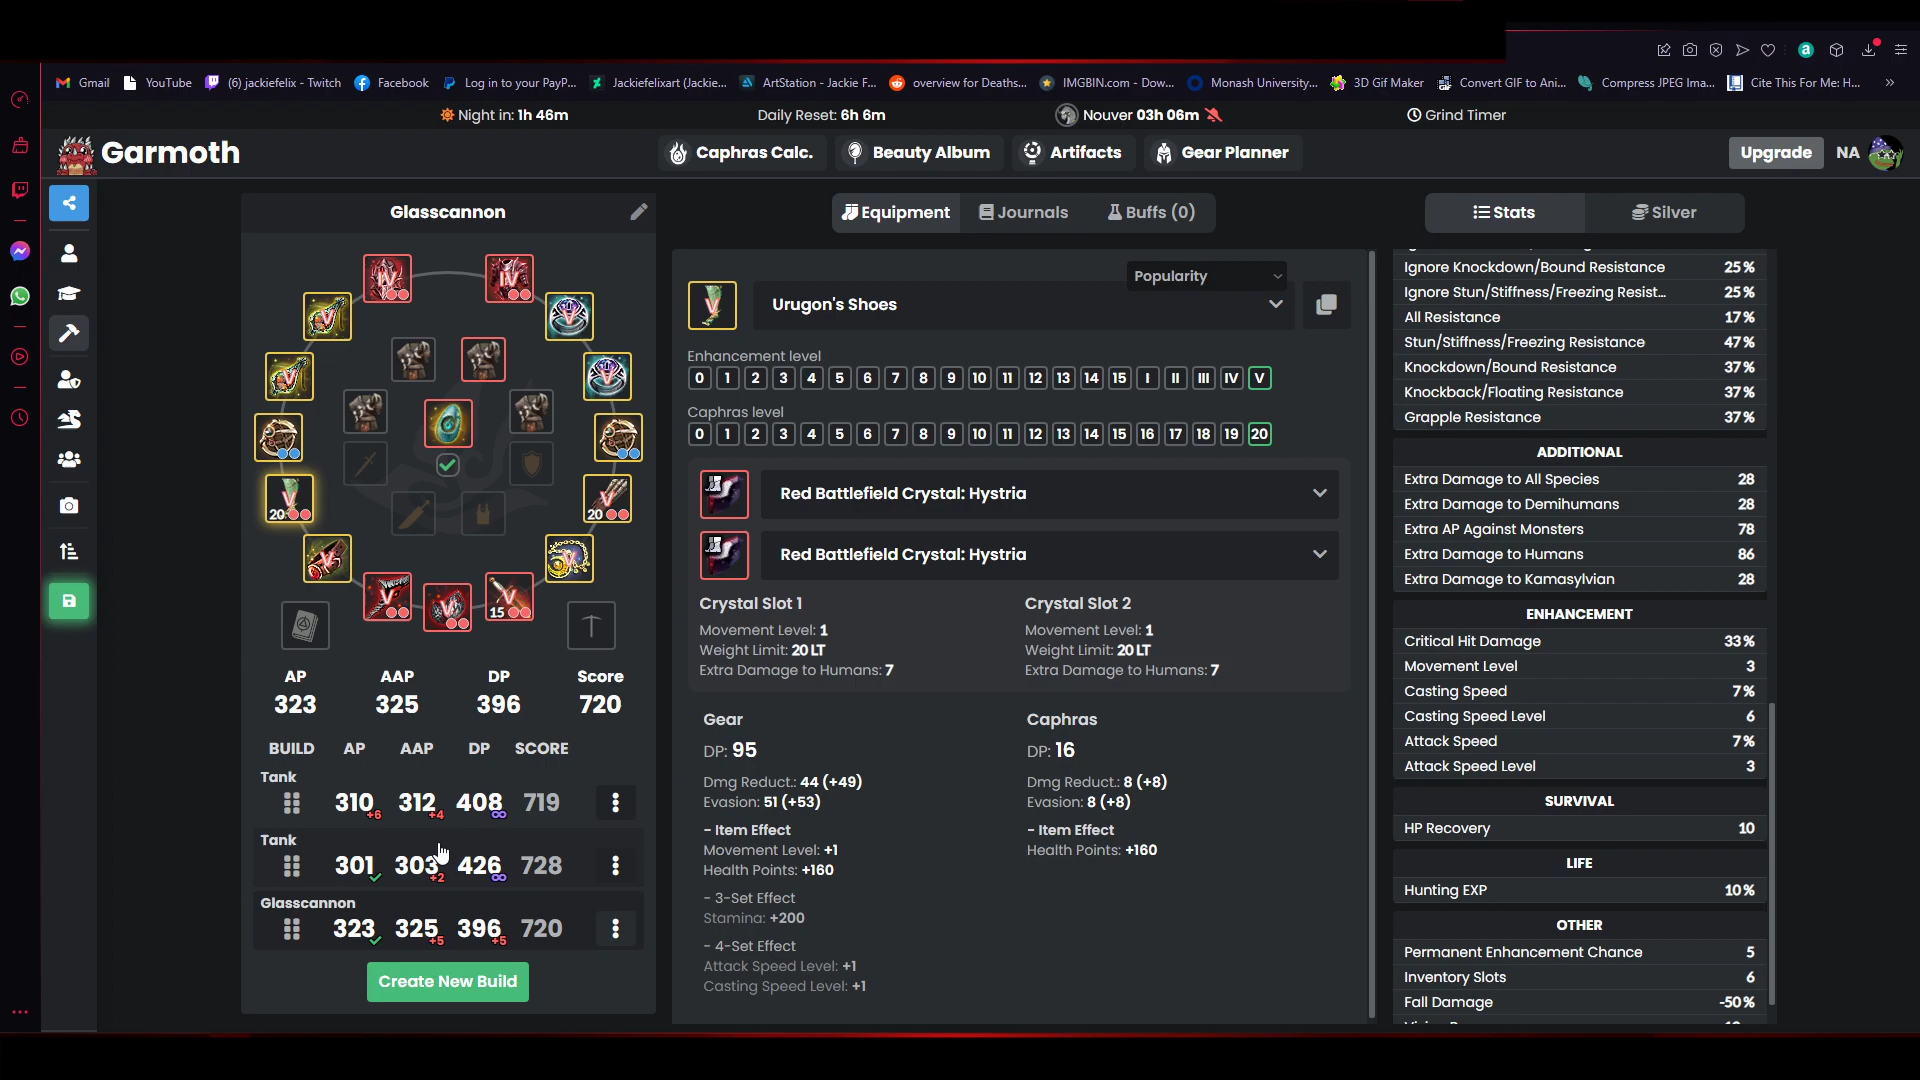 Gmail YouTube (6) jackiefelix - Twitch Facebook Log in to your PayP... Jackiefelixart (Jackie... ArtStation - Jackie F... overview for Deaths... IMGBIN.com - Dow... Monash University,... 3D Gif Maker Convert GIF to Ani... Compress JPEG Ima... Cite This For Me: H... »
Night in: 1h 46m Daily Reset: 6h 6m Nouver 03h 06m Grind Timer
Garmoth Caphras Calc. Beauty Album Artifacts Gear Planner Upgrade NA
Glasscannon
IV IV
V V
V V
20 V 20 V
V V
V V 15 V
AP AAP DP Score
323 325 396 720
BUILD AP AAP DP SCORE
Tank
310 +6 312 +4 408 ∞ 719
Tank
301 303 +2 426 ∞ 728
Glasscannon
323 325 +5 396 +5 720
Create New Build
Equipment Journals Buffs (0)
Popularity
Urugon's Shoes
Enhancement level
0 1 2 3 4 5 6 7 8 9 10 11 12 13 14 15 I II III IV V
Caphras level
0 1 2 3 4 5 6 7 8 9 10 11 12 13 14 15 16 17 18 19 20
Red Battlefield Crystal: Hystria
Red Battlefield Crystal: Hystria
Crystal Slot 1 Crystal Slot 2
Movement Level: 1 Movement Level: 1
Weight Limit: 20 LT Weight Limit: 20 LT
Extra Damage to Humans: 7 Extra Damage to Humans: 7
Gear Caphras
DP: 95 DP: 16
Dmg Reduct.: 44 (+49) Dmg Reduct.: 8 (+8)
Evasion: 51 (+53) Evasion: 8 (+8)
- Item Effect - Item Effect
Movement Level: +1 Health Points: +160
Health Points: +160
- 3-Set Effect
Stamina: +200
- 4-Set Effect
Attack Speed Level: +1
Casting Speed Level: +1
Stats Silver
Ignore Knockdown/Bound Resistance 25%
Ignore Stun/Stiffness/Freezing Resist... 25%
All Resistance 17%
Stun/Stiffness/Freezing Resistance 47%
Knockdown/Bound Resistance 37%
Knockback/Floating Resistance 37%
Grapple Resistance 37%
ADDITIONAL
Extra Damage to All Species 28
Extra Damage to Demihumans 28
Extra AP Against Monsters 78
Extra Damage to Humans 86
Extra Damage to Kamasylvian 28
ENHANCEMENT
Critical Hit Damage 33%
Movement Level 3
Casting Speed 7%
Casting Speed Level 6
Attack Speed 7%
Attack Speed Level 3
SURVIVAL
HP Recovery 10
LIFE
Hunting EXP 10%
OTHER
Permanent Enhancement Chance 5
Inventory Slots 6
Fall Damage -50%